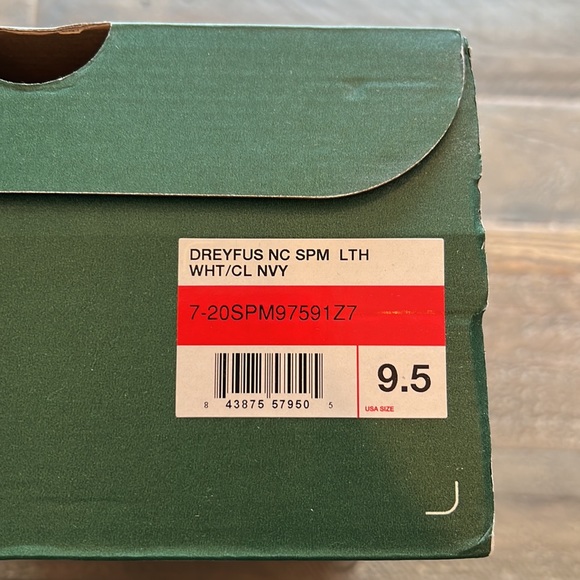 DREYFUS NC SPM LTH
WHT/CL NVY
7-20SPM97591Z7
8 43875 57950 5
9.5
USA SIZE